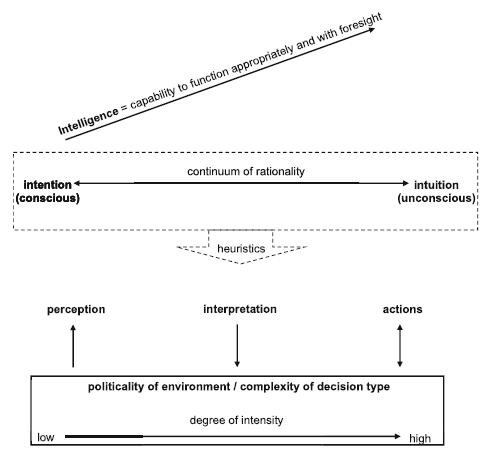 Intelligence = capability to function appropriately and with foresight
continuum of rationality
intention
(conscious)
intuition
(unconscious)
heuristics
perception
interpretation
actions
politicality of environment / complexity of decision type
degree of intensity
low
high